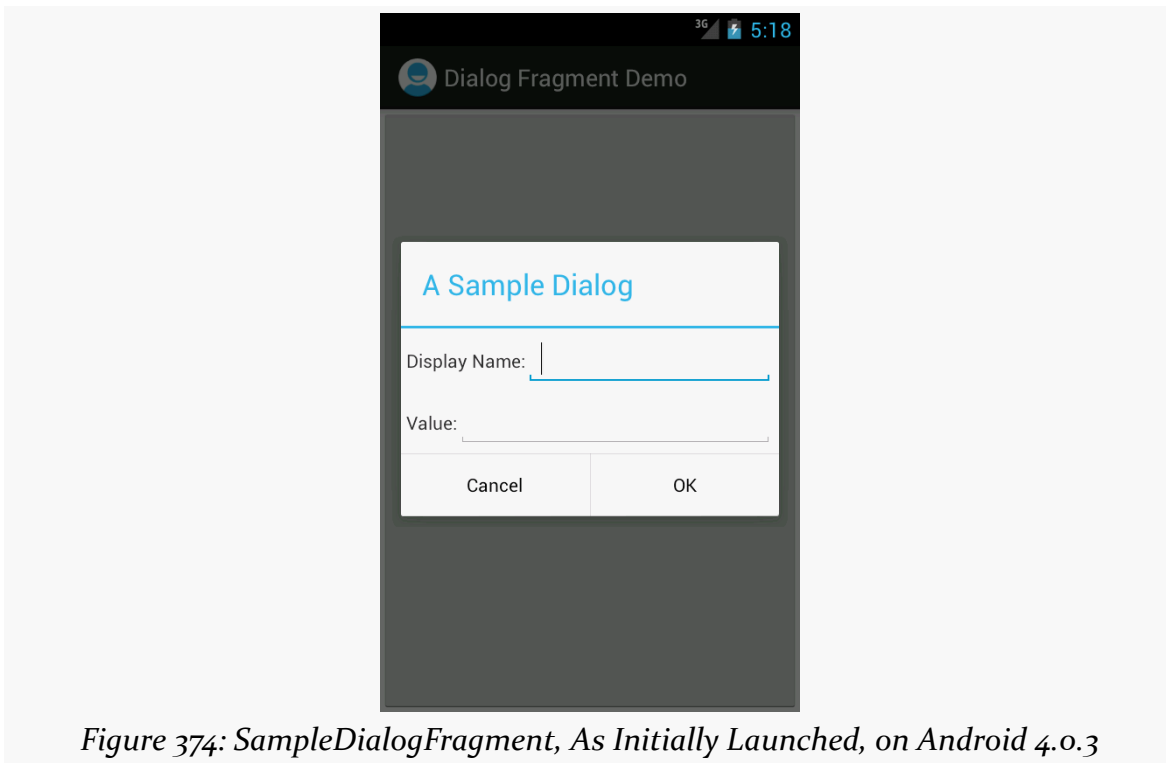 3G 5:18
Dialog Fragment Demo
A Sample Dialog
Display Name:
Value:
Cancel OK
Figure 374: SampleDialogFragment, As Initially Launched, on Android 4.0.3